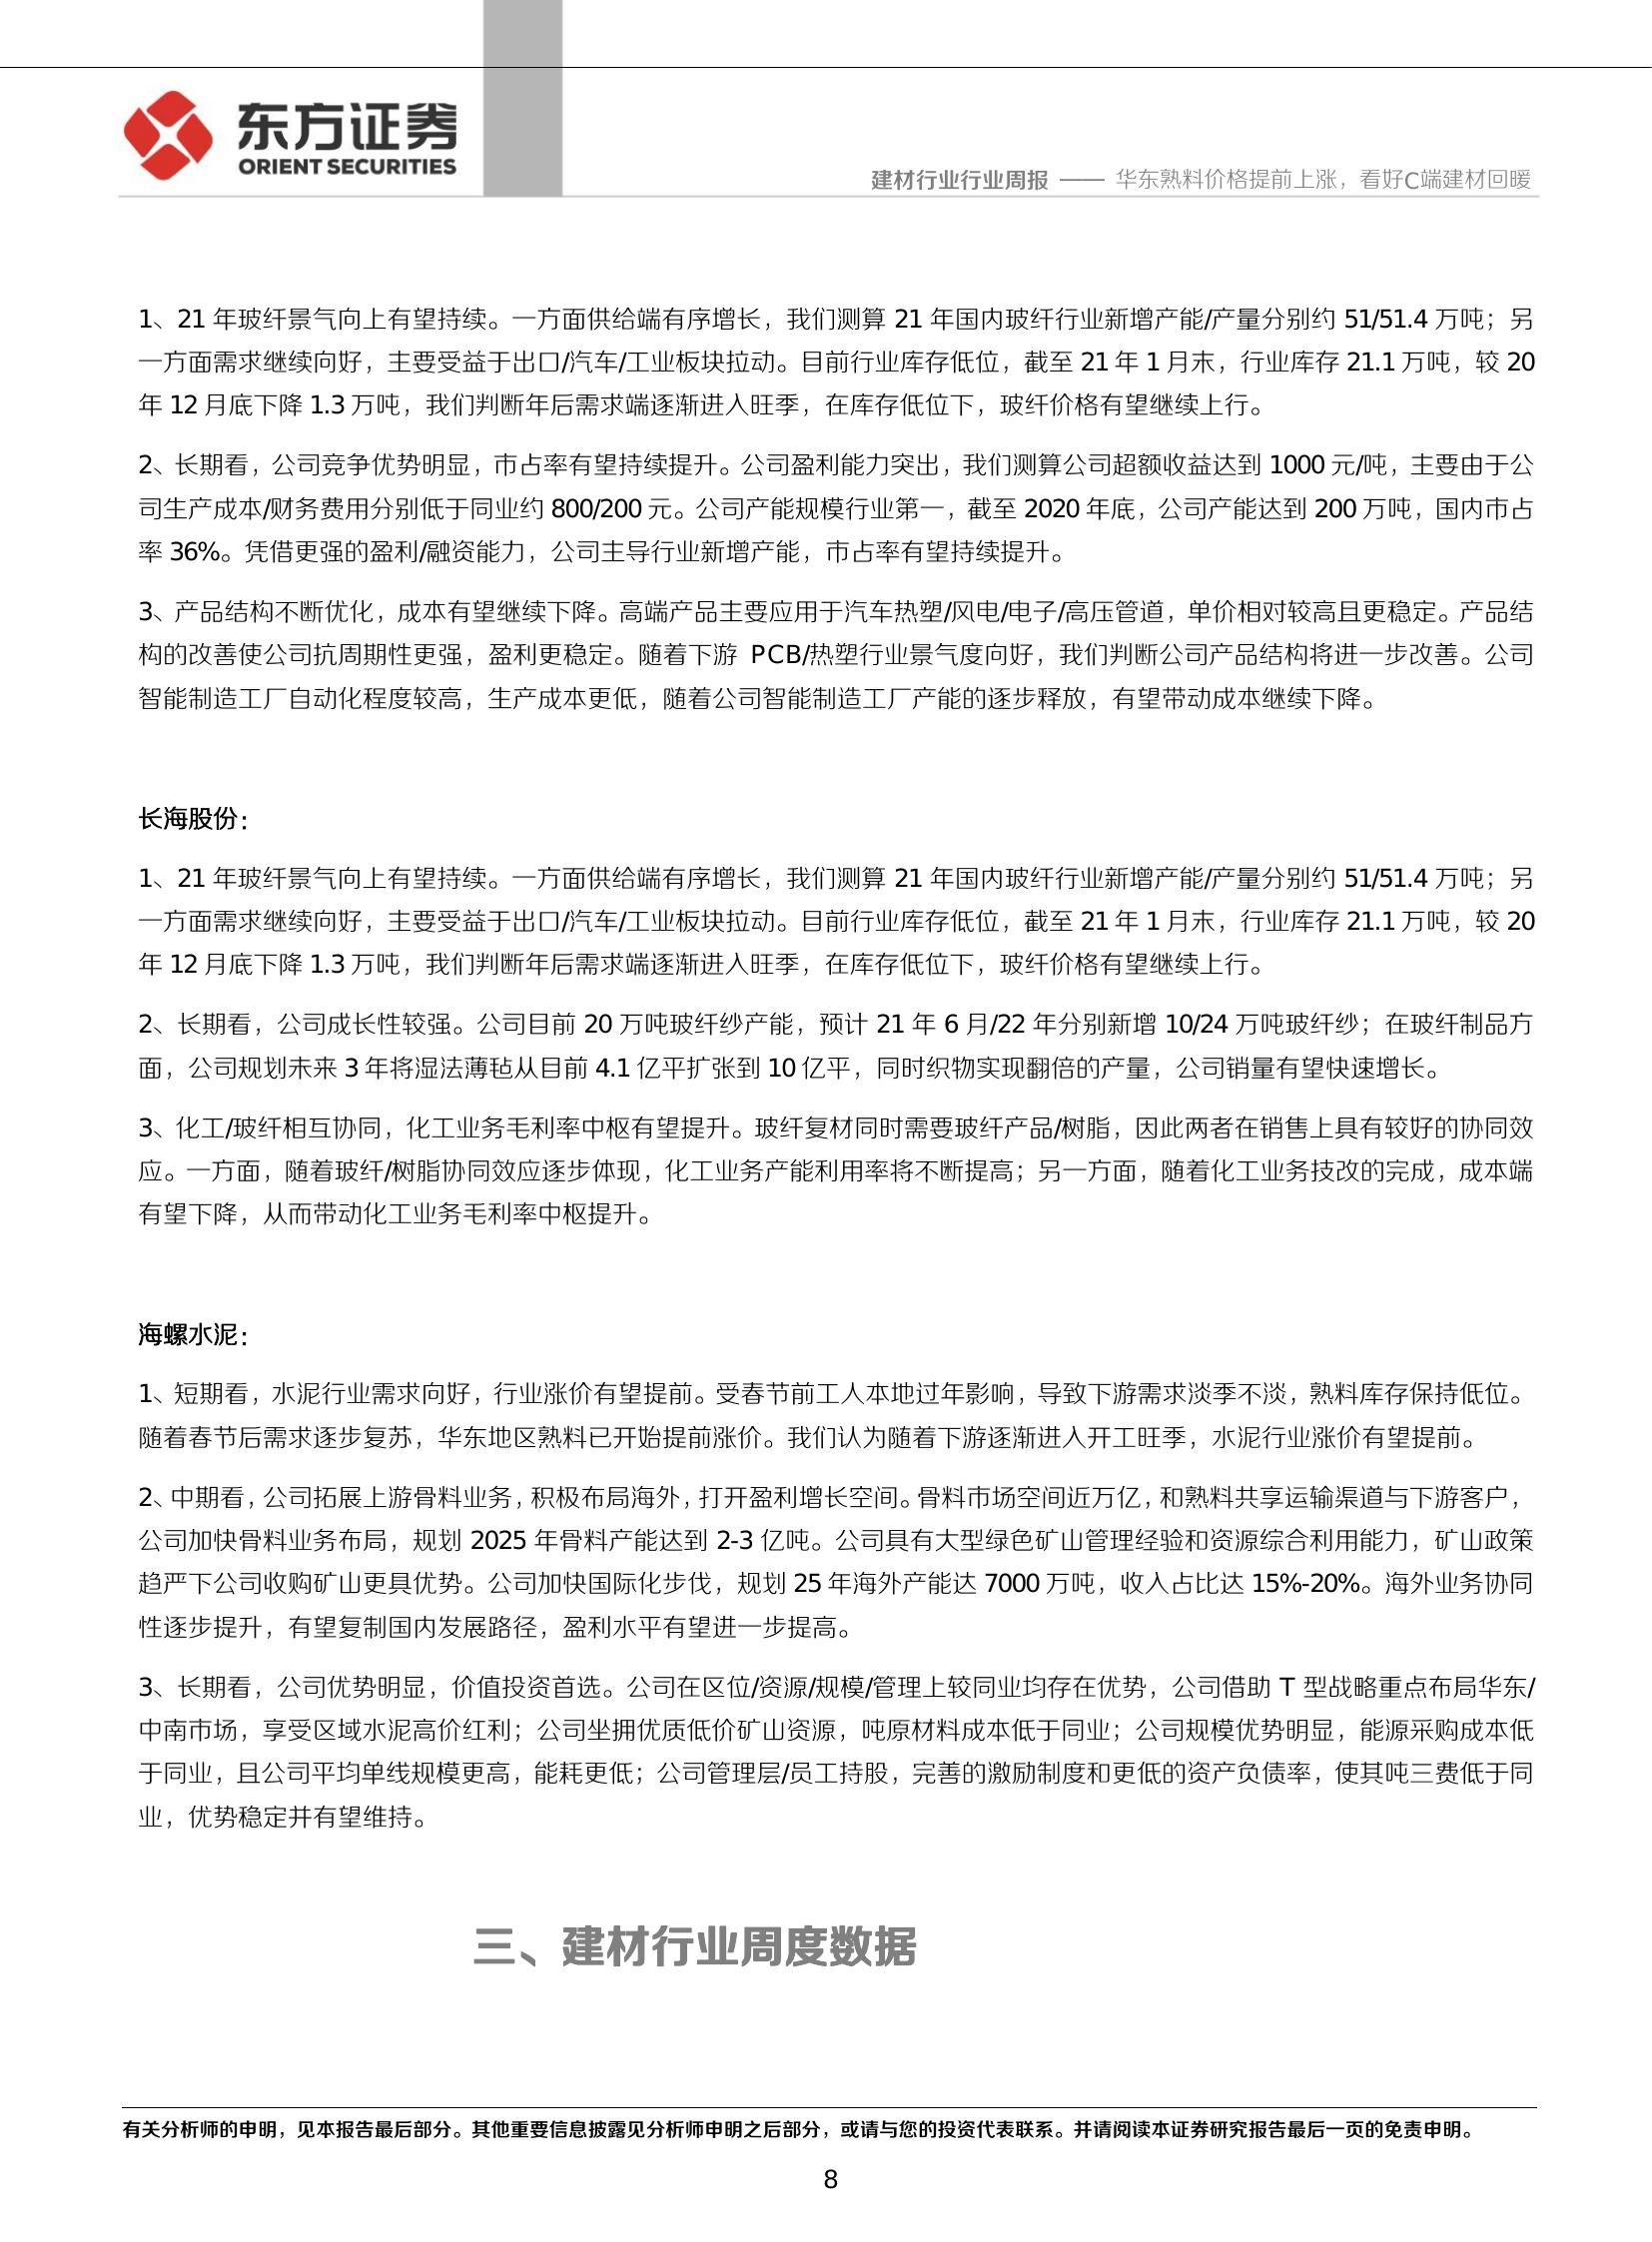 东方证券
ORIENT SECURITIES
建材行业行业周报 —— 华东熟料价格提前上涨，看好C端建材回暖
1、21 年玻纤景气向上有望持续。一方面供给端有序增长，我们测算 21 年国内玻纤行业新增产能/产量分别约 51/51.4 万吨；另
一方面需求继续向好，主要受益于出口/汽车/工业板块拉动。目前行业库存低位，截至 21 年 1 月末，行业库存 21.1 万吨，较 20
年 12 月底下降 1.3 万吨，我们判断年后需求端逐渐进入旺季，在库存低位下，玻纤价格有望继续上行。
2、长期看，公司竞争优势明显，市占率有望持续提升。公司盈利能力突出，我们测算公司超额收益达到 1000 元/吨，主要由于公
司生产成本/财务费用分别低于同业约 800/200 元。公司产能规模行业第一，截至 2020 年底，公司产能达到 200 万吨，国内市占
率 36%。凭借更强的盈利/融资能力，公司主导行业新增产能，市占率有望持续提升。
3、产品结构不断优化，成本有望继续下降。高端产品主要应用于汽车热塑/风电/电子/高压管道，单价相对较高且更稳定。产品结
构的改善使公司抗周期性更强，盈利更稳定。随着下游 PCB/热塑行业景气度向好，我们判断公司产品结构将进一步改善。公司
智能制造工厂自动化程度较高，生产成本更低，随着公司智能制造工厂产能的逐步释放，有望带动成本继续下降。
长海股份：
1、21 年玻纤景气向上有望持续。一方面供给端有序增长，我们测算 21 年国内玻纤行业新增产能/产量分别约 51/51.4 万吨；另
一方面需求继续向好，主要受益于出口/汽车/工业板块拉动。目前行业库存低位，截至 21 年 1 月末，行业库存 21.1 万吨，较 20
年 12 月底下降 1.3 万吨，我们判断年后需求端逐渐进入旺季，在库存低位下，玻纤价格有望继续上行。
2、长期看，公司成长性较强。公司目前 20 万吨玻纤纱产能，预计 21 年 6 月/22 年分别新增 10/24 万吨玻纤纱；在玻纤制品方
面，公司规划未来 3 年将湿法薄毡从目前 4.1 亿平扩张到 10 亿平，同时织物实现翻倍的产量，公司销量有望快速增长。
3、化工/玻纤相互协同，化工业务毛利率中枢有望提升。玻纤复材同时需要玻纤产品/树脂，因此两者在销售上具有较好的协同效
应。一方面，随着玻纤/树脂协同效应逐步体现，化工业务产能利用率将不断提高；另一方面，随着化工业务技改的完成，成本端
有望下降，从而带动化工业务毛利率中枢提升。
海螺水泥：
1、短期看，水泥行业需求向好，行业涨价有望提前。受春节前工人本地过年影响，导致下游需求淡季不淡，熟料库存保持低位。
随着春节后需求逐步复苏，华东地区熟料已开始提前涨价。我们认为随着下游逐渐进入开工旺季，水泥行业涨价有望提前。
2、中期看，公司拓展上游骨料业务，积极布局海外，打开盈利增长空间。骨料市场空间近万亿，和熟料共享运输渠道与下游客户，
公司加快骨料业务布局，规划 2025 年骨料产能达到 2-3 亿吨。公司具有大型绿色矿山管理经验和资源综合利用能力，矿山政策
趋严下公司收购矿山更具优势。公司加快国际化步伐，规划 25 年海外产能达 7000 万吨，收入占比达 15%-20%。海外业务协同
性逐步提升，有望复制国内发展路径，盈利水平有望进一步提高。
3、长期看，公司优势明显，价值投资首选。公司在区位/资源/规模/管理上较同业均存在优势，公司借助 T 型战略重点布局华东/
中南市场，享受区域水泥高价红利；公司坐拥优质低价矿山资源，吨原材料成本低于同业；公司规模优势明显，能源采购成本低
于同业，且公司平均单线规模更高，能耗更低；公司管理层/员工持股，完善的激励制度和更低的资产负债率，使其吨三费低于同
业，优势稳定并有望维持。
三、建材行业周度数据
有关分析师的申明，见本报告最后部分。其他重要信息披露见分析师申明之后部分，或请与您的投资代表联系。并请阅读本证券研究报告最后一页的免责申明。
8